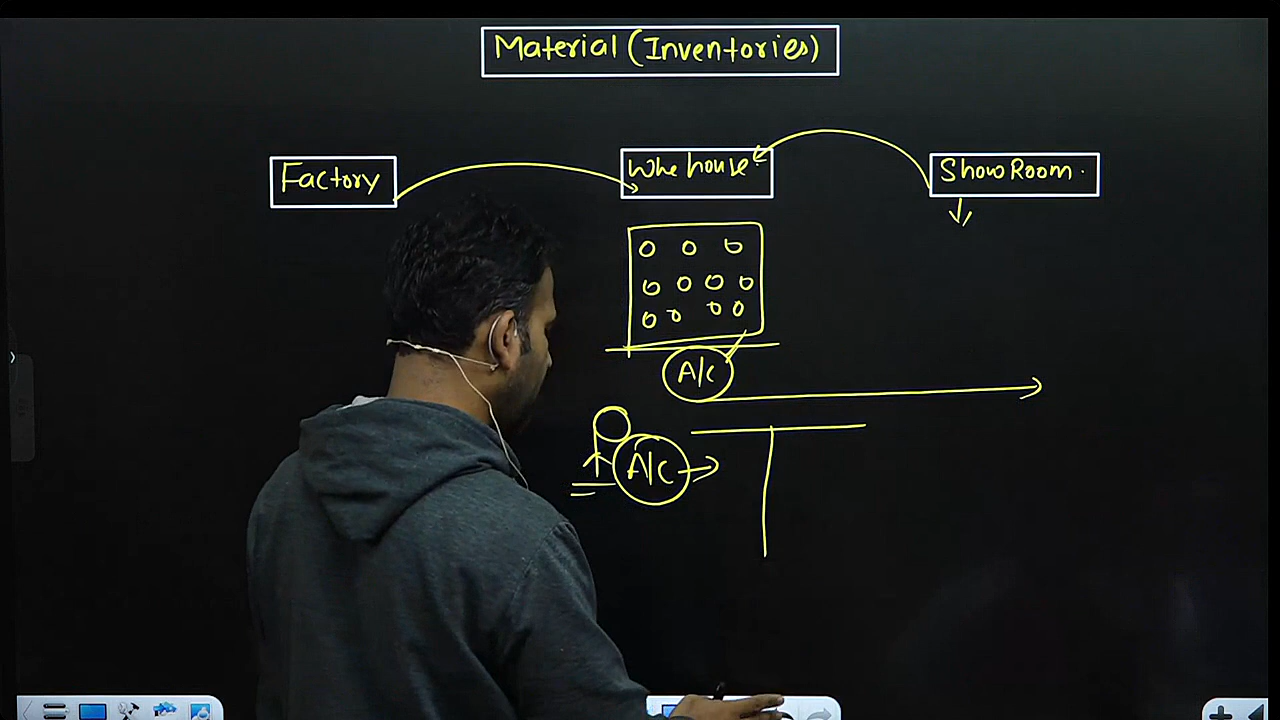 Material (Inventories)
Factory
Whe house
Show Room
A/c
A/c